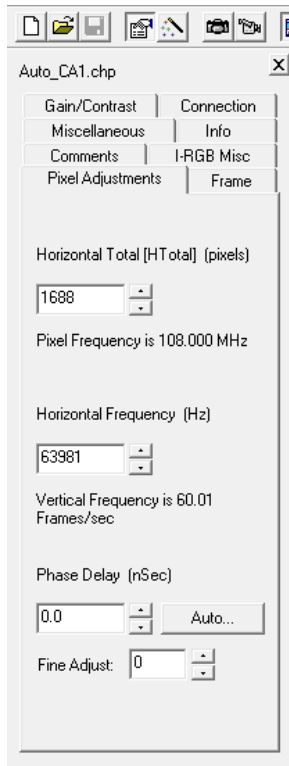 Auto_CA1.chp
x
Gain/Contrast Connection
Miscellaneous Info
Comments I-RGB Misc
Pixel Adjustments Frame
Horizontal Total [HTotal] (pixels)
1688
Pixel Frequency is 108.000 MHz
Horizontal Frequency (Hz)
63981
Vertical Frequency is 60.01
Frames/sec
Phase Delay (nSec)
0.0 Auto...
Fine Adjust: 0